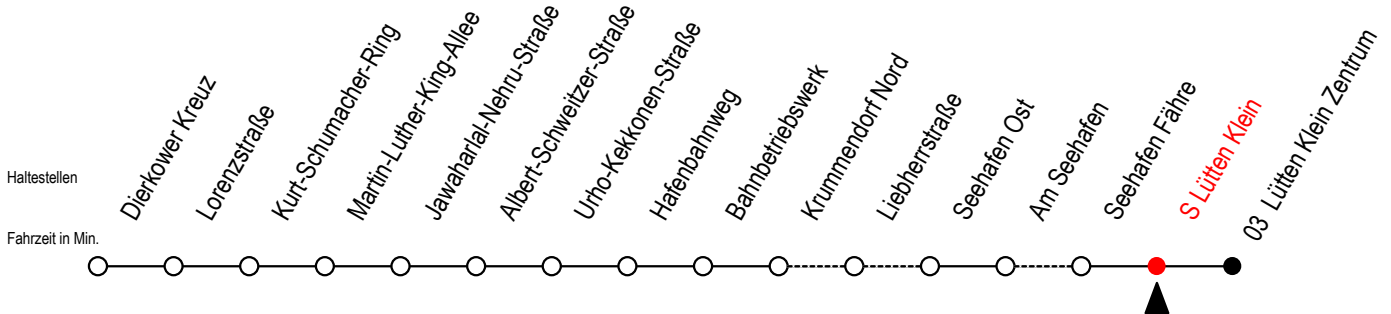 Haltestellen
Dierkower Kreuz
Lorenzstraße
Kurt-Schumacher-Ring
Martin-Luther-King-Allee
Jawaharlal-Nehru-Straße
Albert-Schweitzer-Straße
Urho-Kekkonen-Straße
Hafenbahnweg
Bahnbetriebswerk
Krummendorf Nord
Liebherrstraße
Seehafen Ost
Am Seehafen
Seehafen Fähre
S Lütten Klein
03 Lütten Klein Zentrum
Fahrzeit in Min.